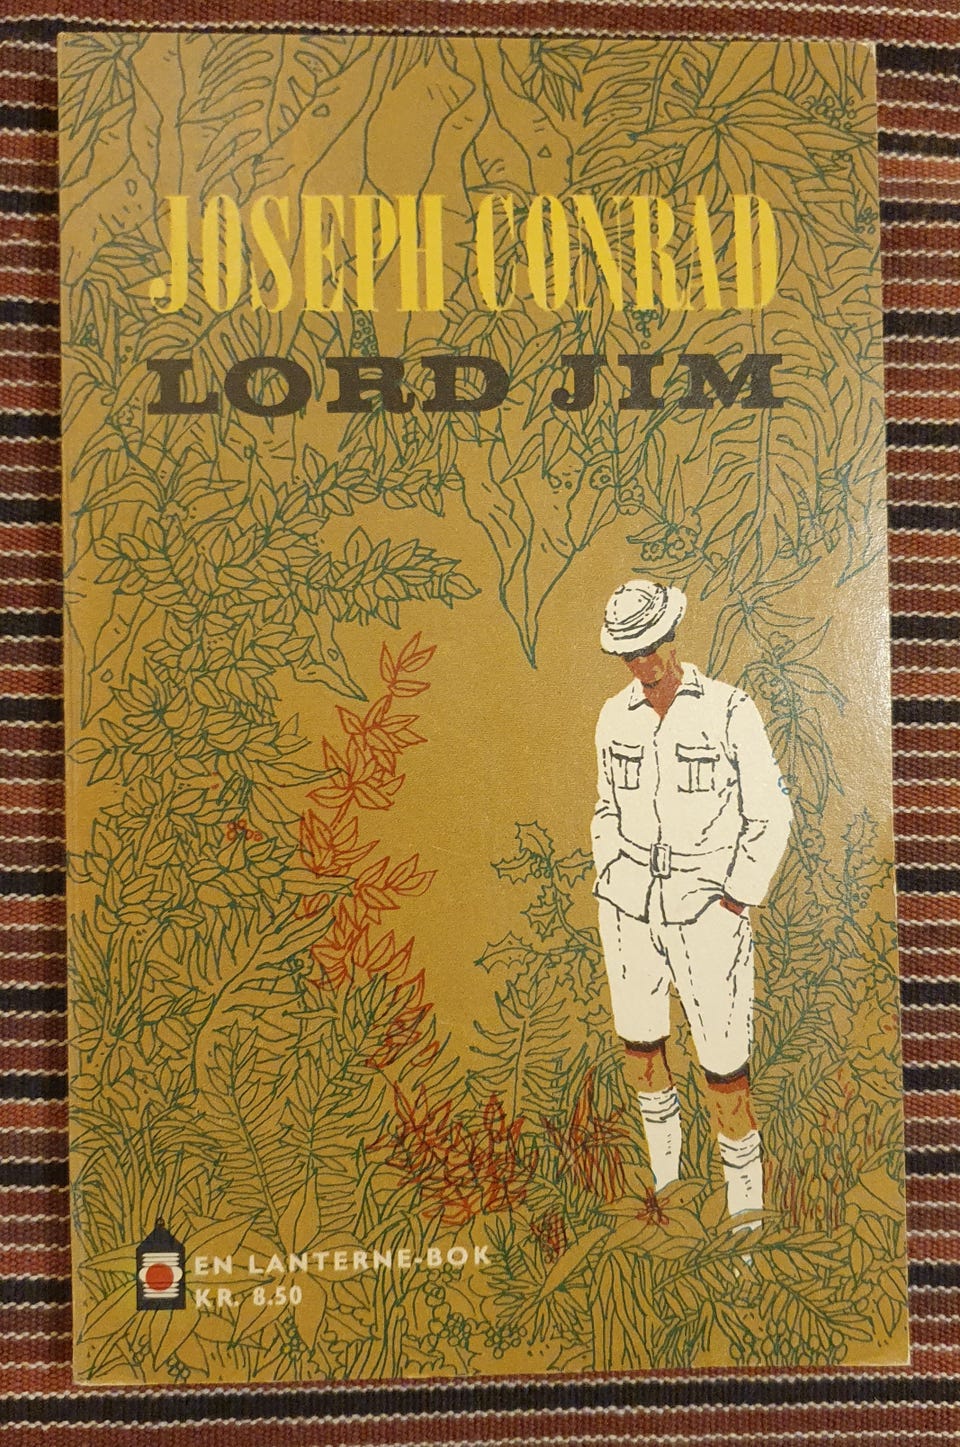 JOSEPH CONRAD
LORD JIM
EN LANTERNE-BOK
KR. 8.50